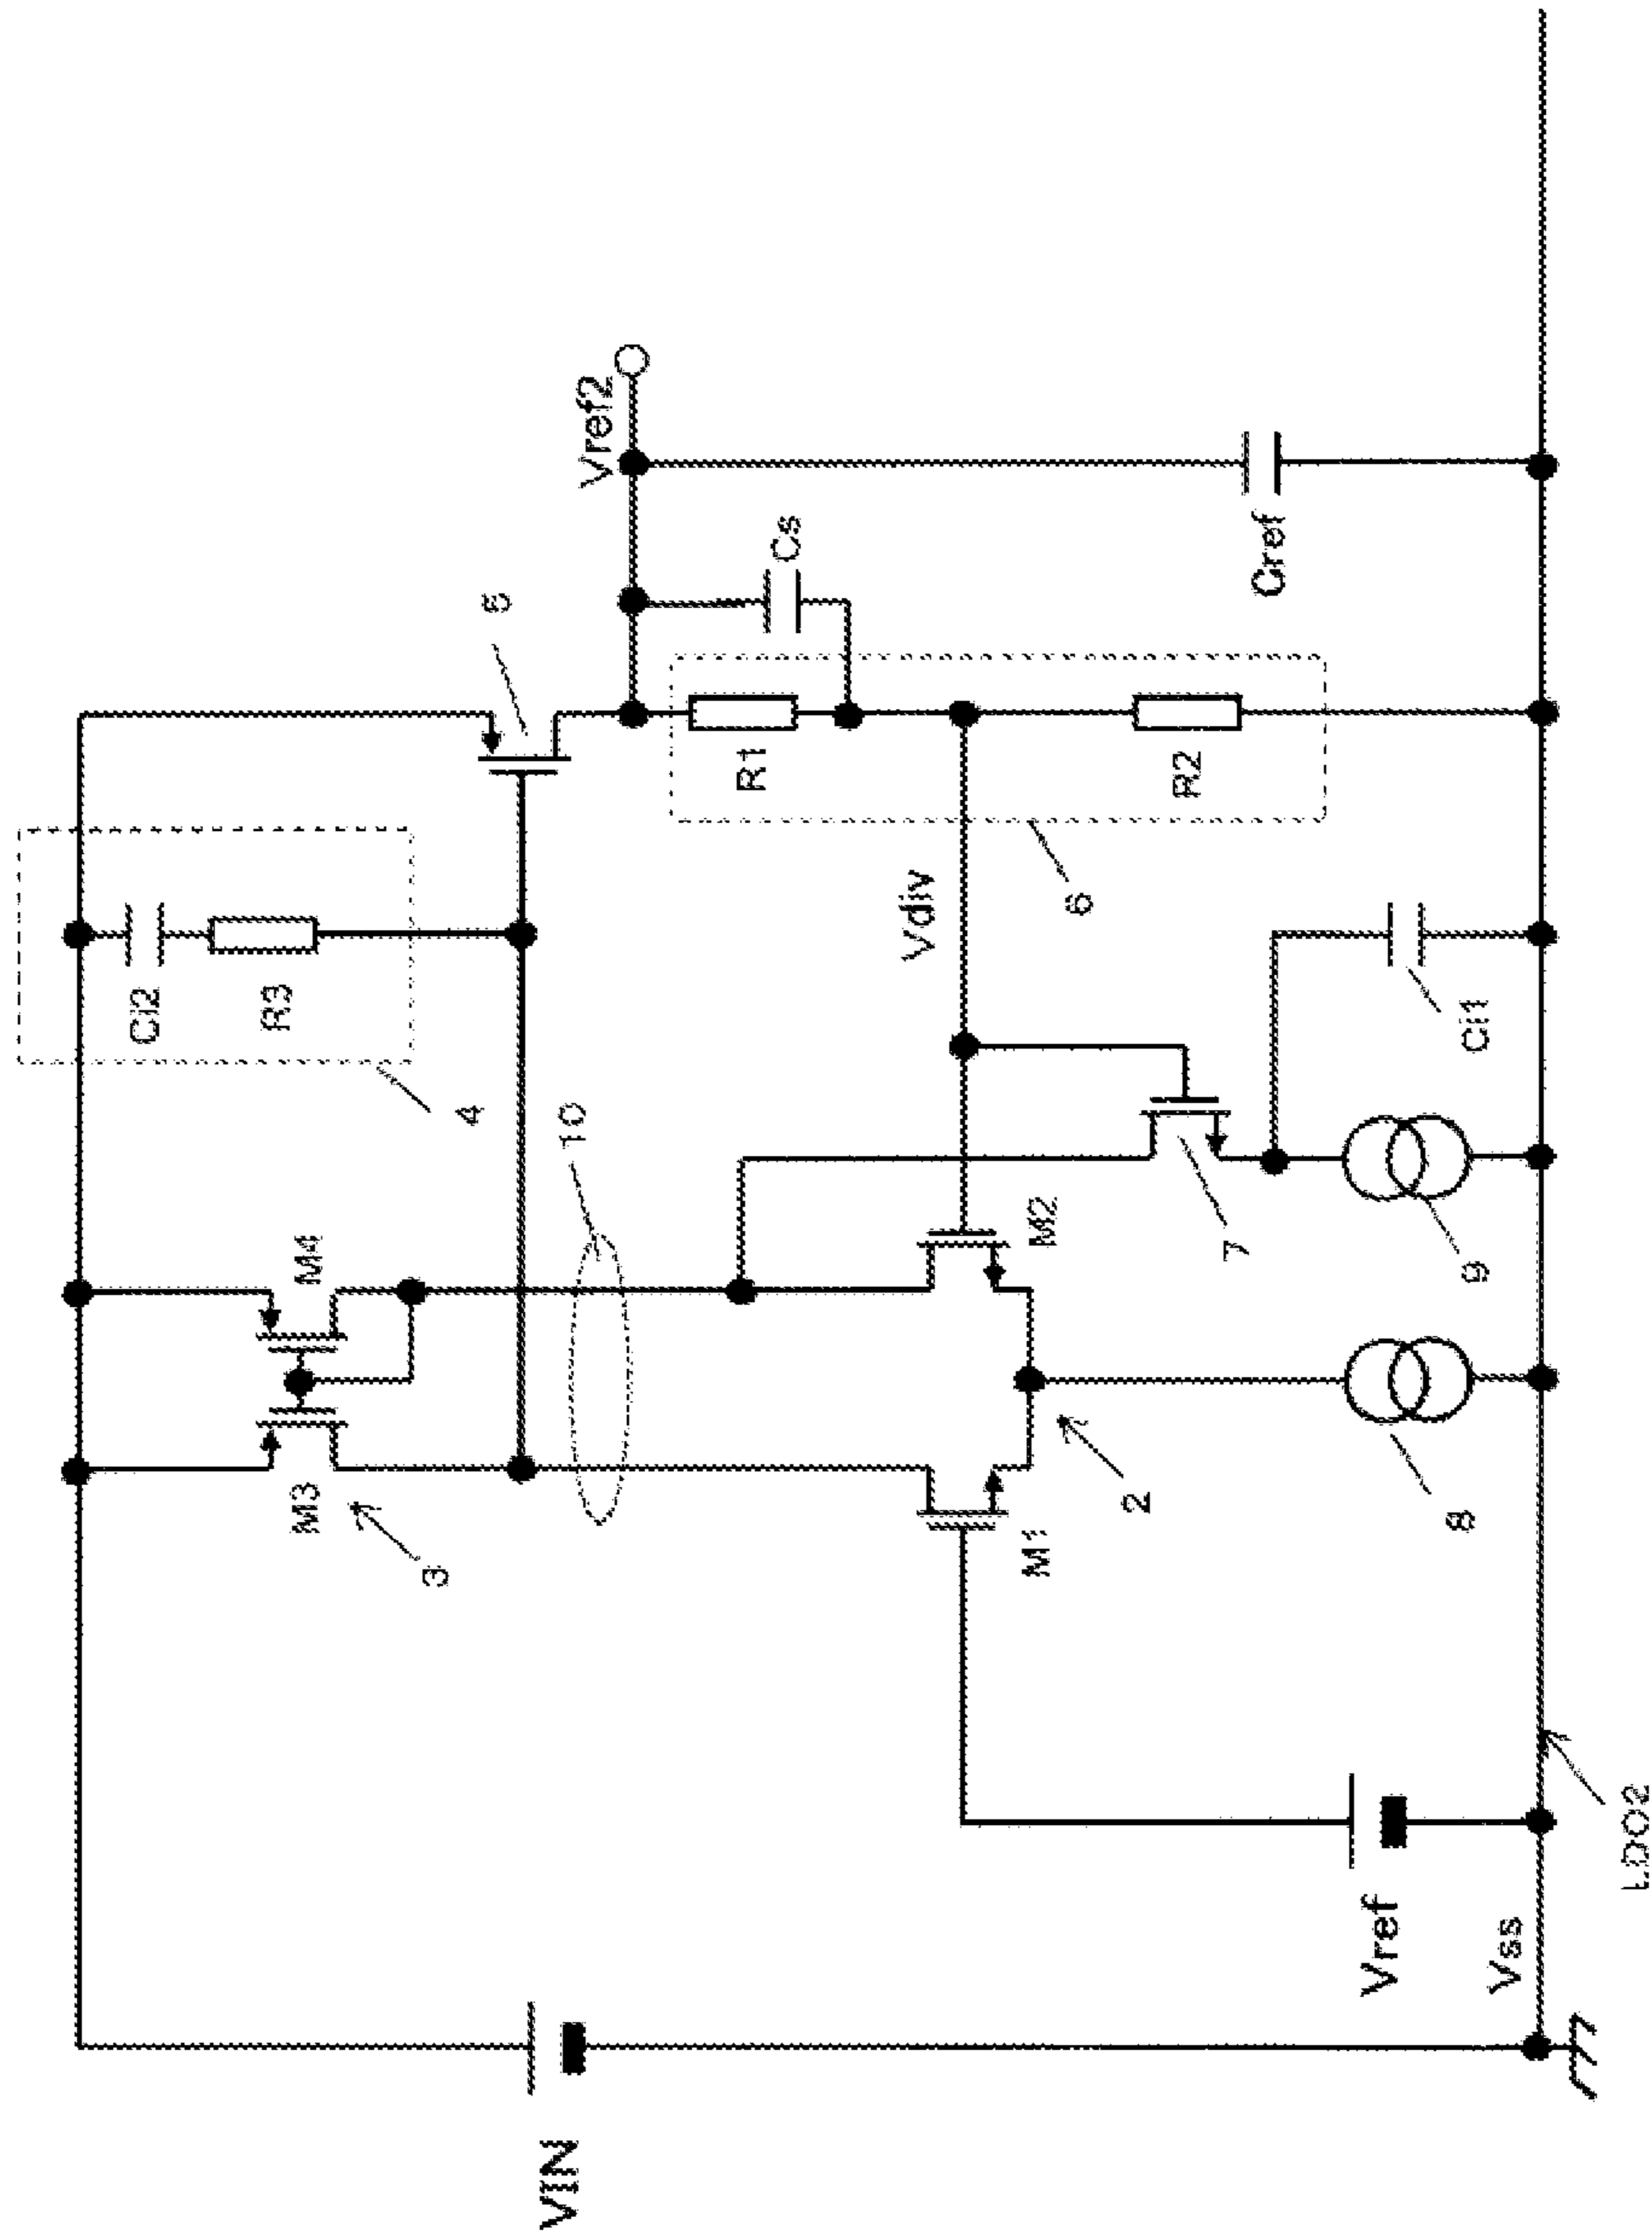 VIN
Vref
Vss
LDO2
M3
3
M4
10
4
Ci2
R3
5
Vref2
Cs
R1
R2
6
Cref
Vdiv
M1
M2
2
7
8
9
Ci1